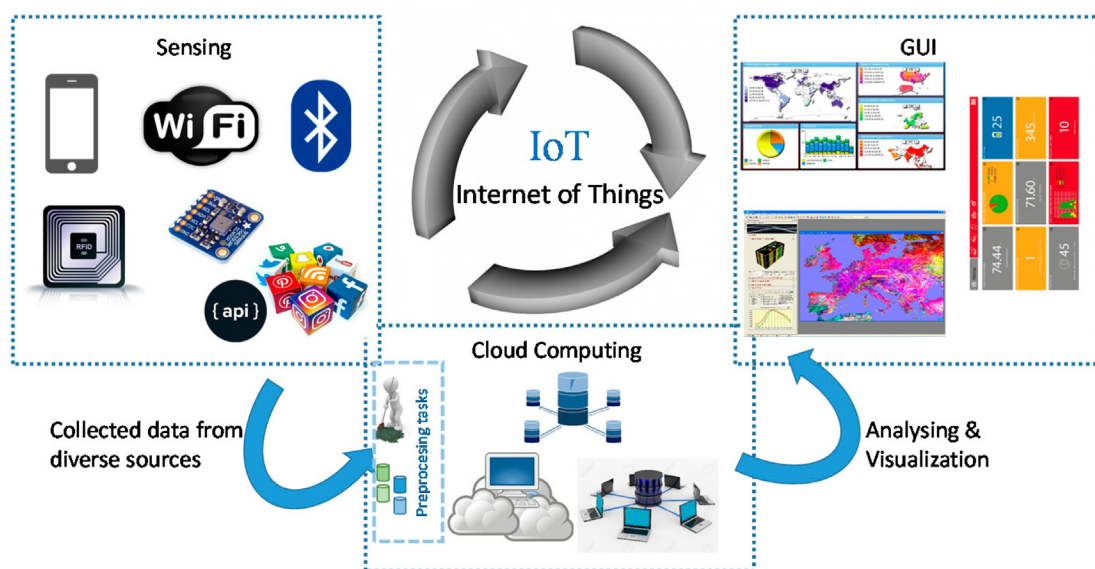 Sensing
GUI
WiFi
IoT
Internet of Things
RFID
{ api }
25
345
10
71.60
74.44
1
45
Cloud Computing
Preprocesing tasks
Collected data from
diverse sources
Analysing &
Visualization